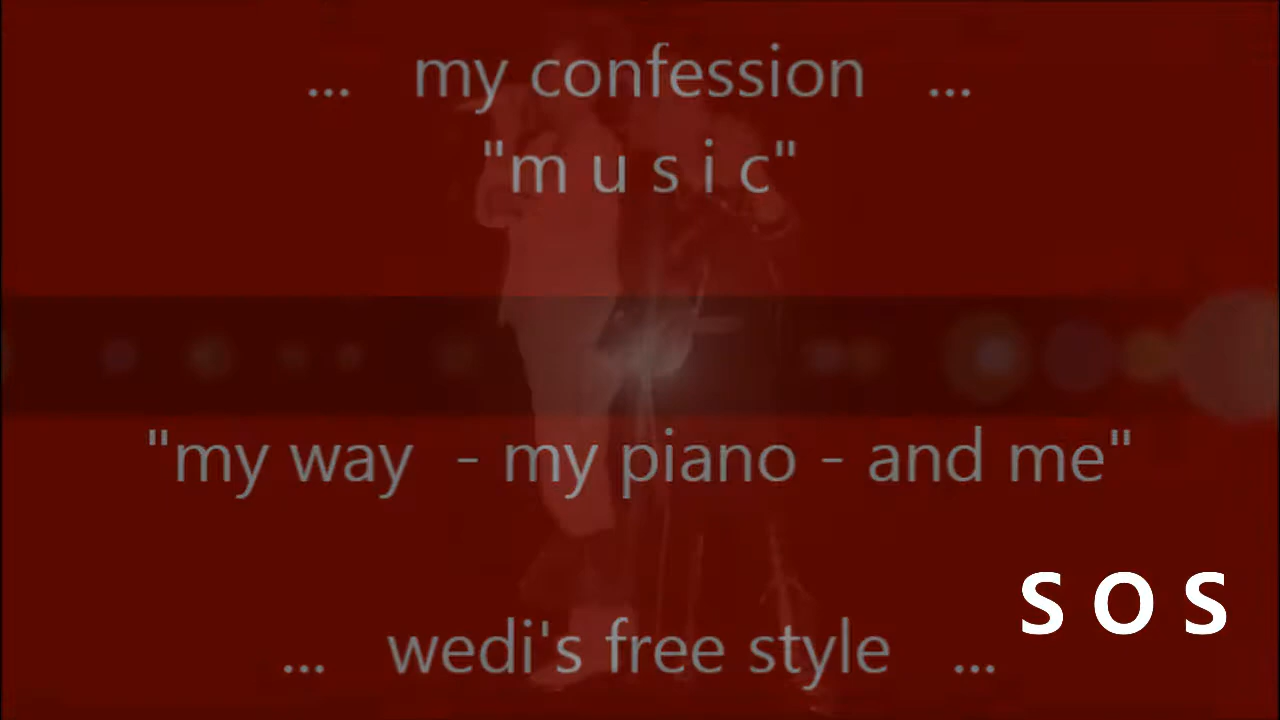 ... my confession ...
"m u s i c"
"my way - my piano - and me"
S O S
... wedi's free style ...